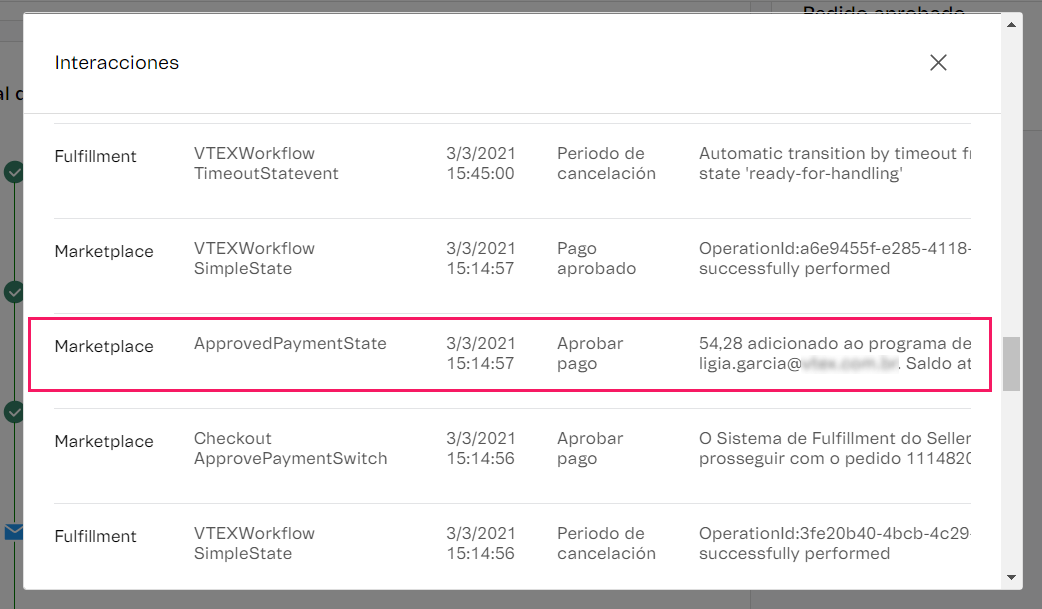 Interacciones
Fulfillment
VTEXWorkflow
TimeoutStatevent
3/3/2021
15:45:00
Periodo de
cancelación
Automatic transition by timeout
state 'ready-for-handling'
Marketplace
VTEXWorkflow
SimpleState
3/3/2021
15:14:57
Pago
aprobado
OperationId:a6e9455f-e285-4118-
successfully performed
Marketplace
ApprovedPaymentState
3/3/2021
15:14:57
Aprobar
pago
54,28 adicionado ao programa de
ligia.garcia@ . Saldo at
Marketplace
Checkout
ApprovePaymentSwitch
3/3/2021
15:14:56
Aprobar
pago
O Sistema de Fulfillment do Seller
prosseguir com o pedido 1114820
Fulfillment
VTEXWorkflow
SimpleState
3/3/2021
15:14:56
Periodo de
cancelación
OperationId:3fe20b40-4bcb-4c29-
successfully performed